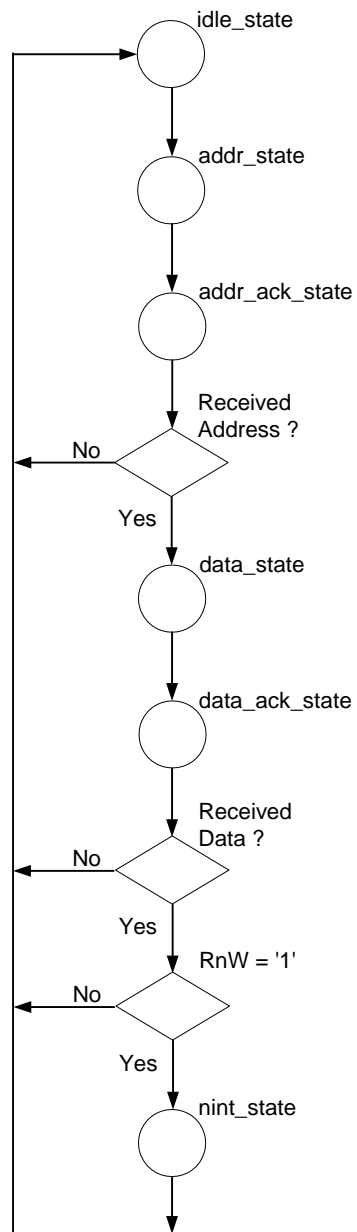 idle_state
addr_state
addr_ack_state
Received
Address ?
No
Yes
data_state
data_ack_state
Received
Data ?
No
Yes
RnW = '1'
No
Yes
nint_state